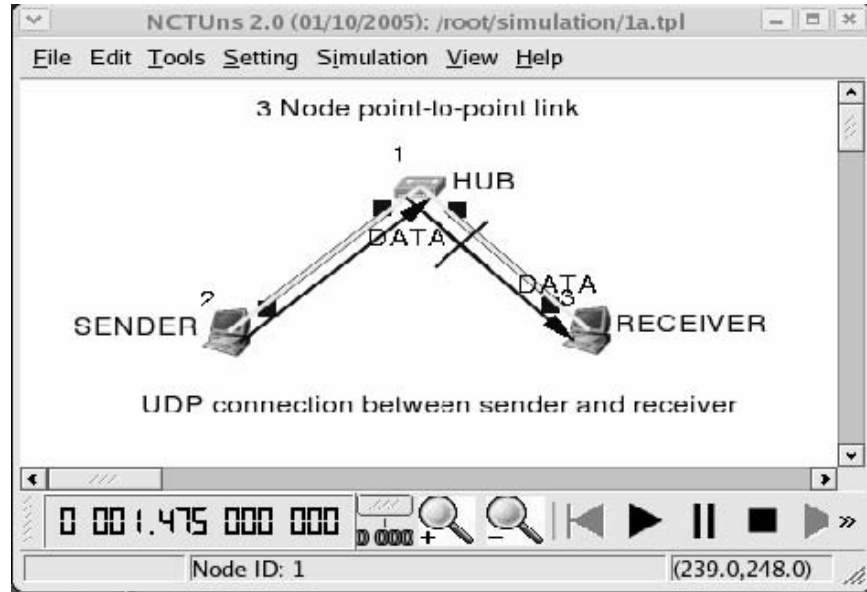 NCTUns 2.0 (01/10/2005): /root/simulation/1a.tpl
File Edit Tools Setting Simulation View Help
3 Node point-to-point link
1
HUB
DATA
DATA
2
3
SENDER
RECEIVER
UDP connection between sender and receiver
0 001.475 000 000
0 000
+
−
»
Node ID: 1
(239.0,248.0)